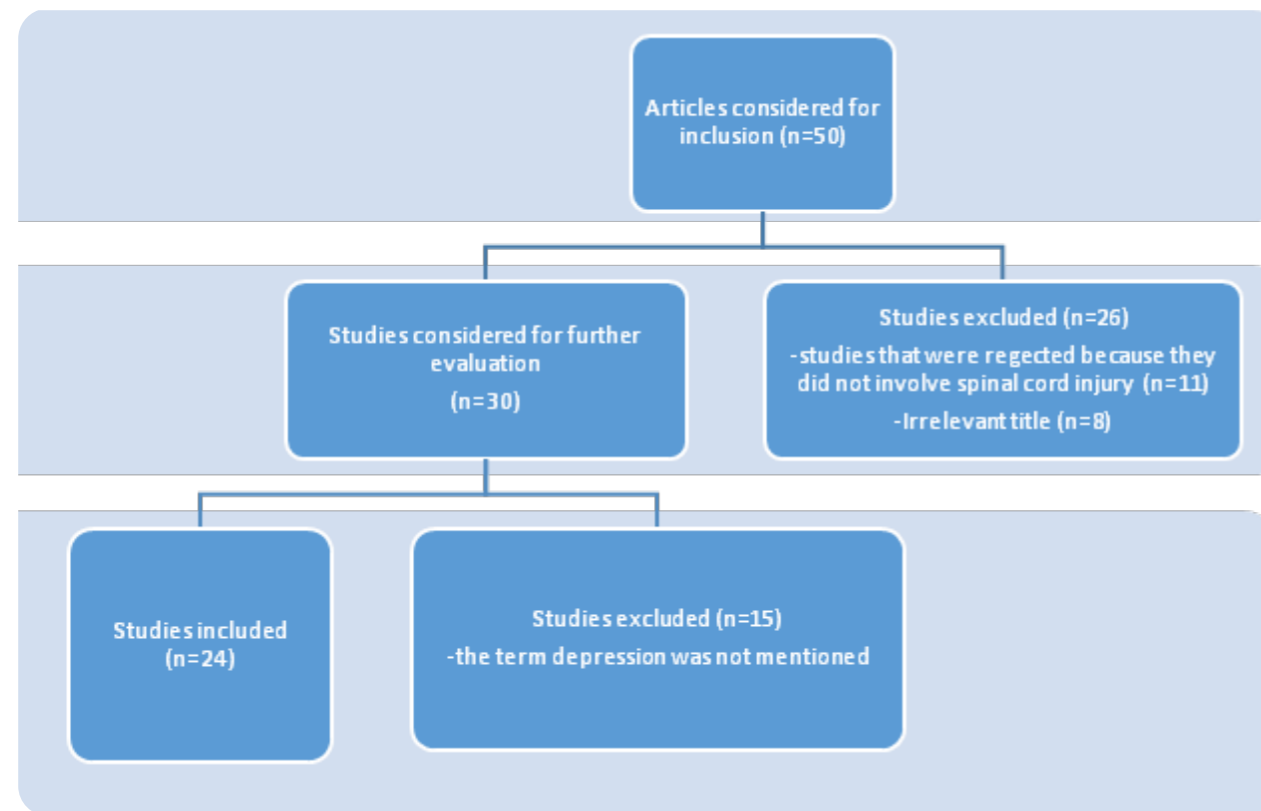 Articles considered for
inclusion (n=50)
Studies considered for further
evaluation
(n=30)
Studies excluded (n=26)
-studies that were regected because they
did not involve spinal cord injury (n=11)
-Irrelevant title (n=8)
Studies included
(n=24)
Studies excluded (n=15)
-the term depression was not mentioned